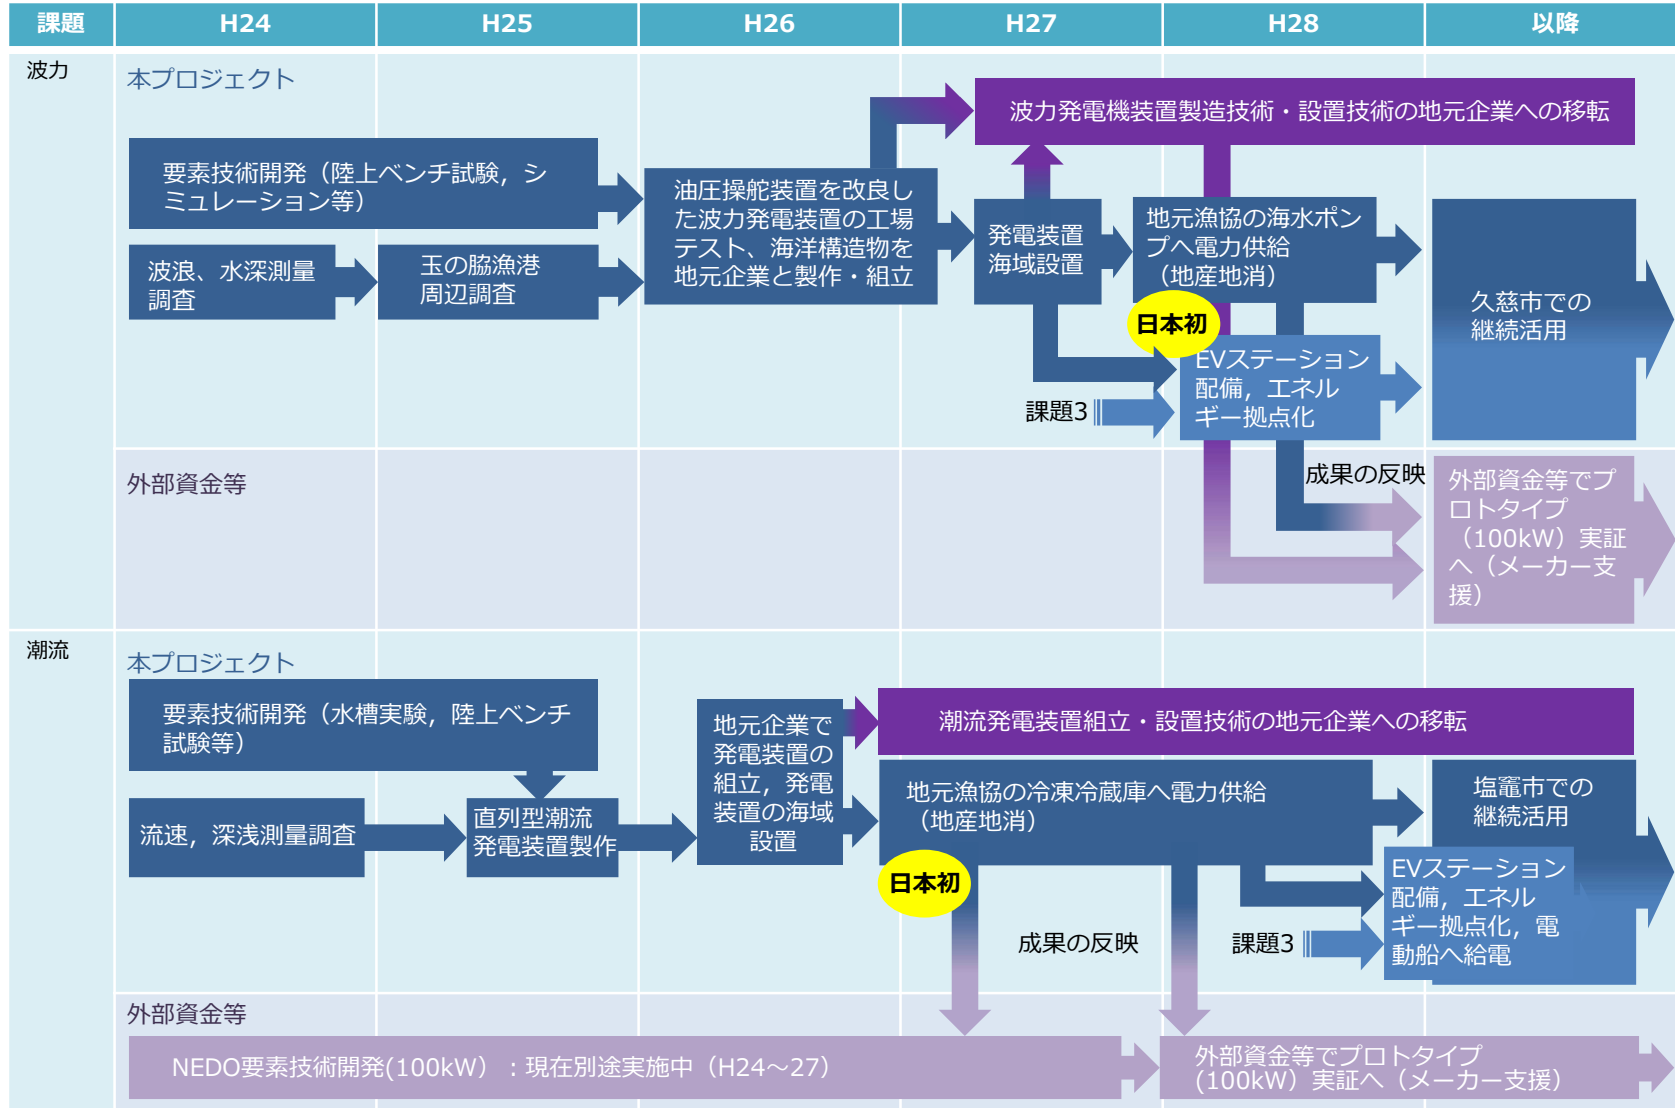 課題
H24
H25
H26
H27
H28
以降
波力
本プロジェクト
波力発電機装置製造技術・設置技術の地元企業への移転
要素技術開発（陸上ベンチ試験，シ
ミュレーション等）
油圧操舵装置を改良し
た波力発電装置の工場
テスト、海洋構造物を
地元企業と製作・組立
波浪、水深測量
調査
玉の脇漁港
周辺調査
発電装置
海域設置
地元漁協の海水ポン
プへ電力供給
（地産地消）
日本初
EVステーション
配備，エネル
ギー拠点化
課題3
久慈市での
継続活用
外部資金等
成果の反映
外部資金等でプ
ロトタイプ
（100kW）実証
へ（メーカー支
援）
潮流
本プロジェクト
要素技術開発（水槽実験，陸上ベンチ
試験等）
流速，深浅測量調査
直列型潮流
発電装置製作
地元企業で
発電装置の
組立，発電
装置の海域
設置
潮流発電装置組立・設置技術の地元企業への移転
地元漁協の冷凍冷蔵庫へ電力供給
（地産地消）
日本初
塩竈市での
継続活用
EVステーション
配備，エネル
ギー拠点化，電
動船へ給電
成果の反映
課題3
外部資金等
NEDO要素技術開発(100kW）：現在別途実施中（H24～27）
外部資金等でプロトタイプ
(100kW）実証へ（メーカー支援）